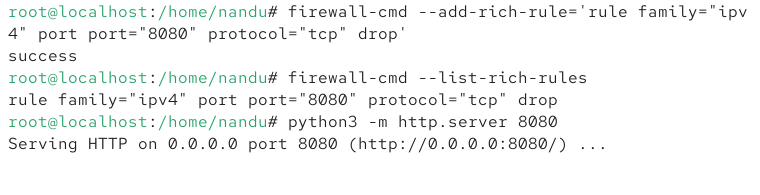 root@localhost:/home/nandu# firewall-cmd --add-rich-rule='rule family="ipv
4" port port="8080" protocol="tcp" drop'
success
root@localhost:/home/nandu# firewall-cmd --list-rich-rules
rule family="ipv4" port port="8080" protocol="tcp" drop
root@localhost:/home/nandu# python3 -m http.server 8080
Serving HTTP on 0.0.0.0 port 8080 (http://0.0.0.0:8080/) ...